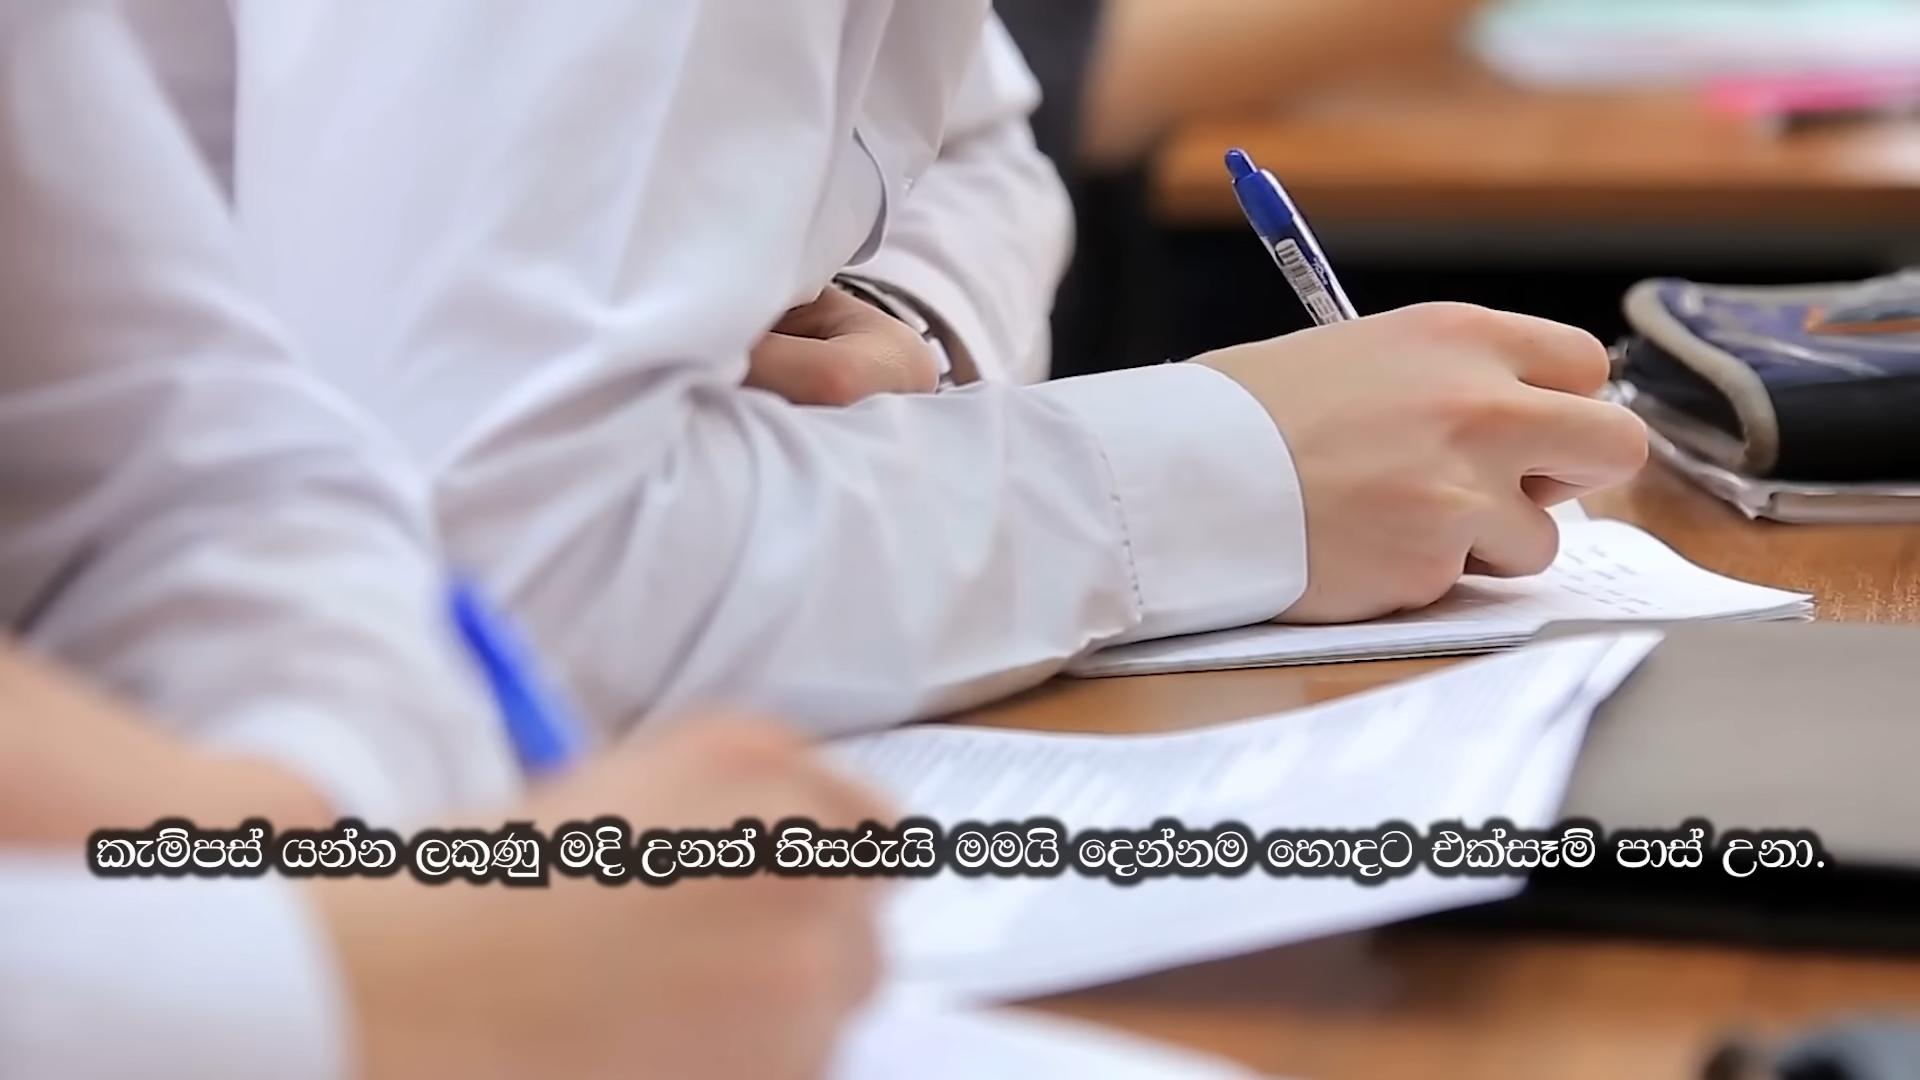 කැම්පස් යන්න ලකුණු මදි උනත් තිසරුයි මමයි දෙන්නම හොදට එක්සෑම් පාස් උනා.